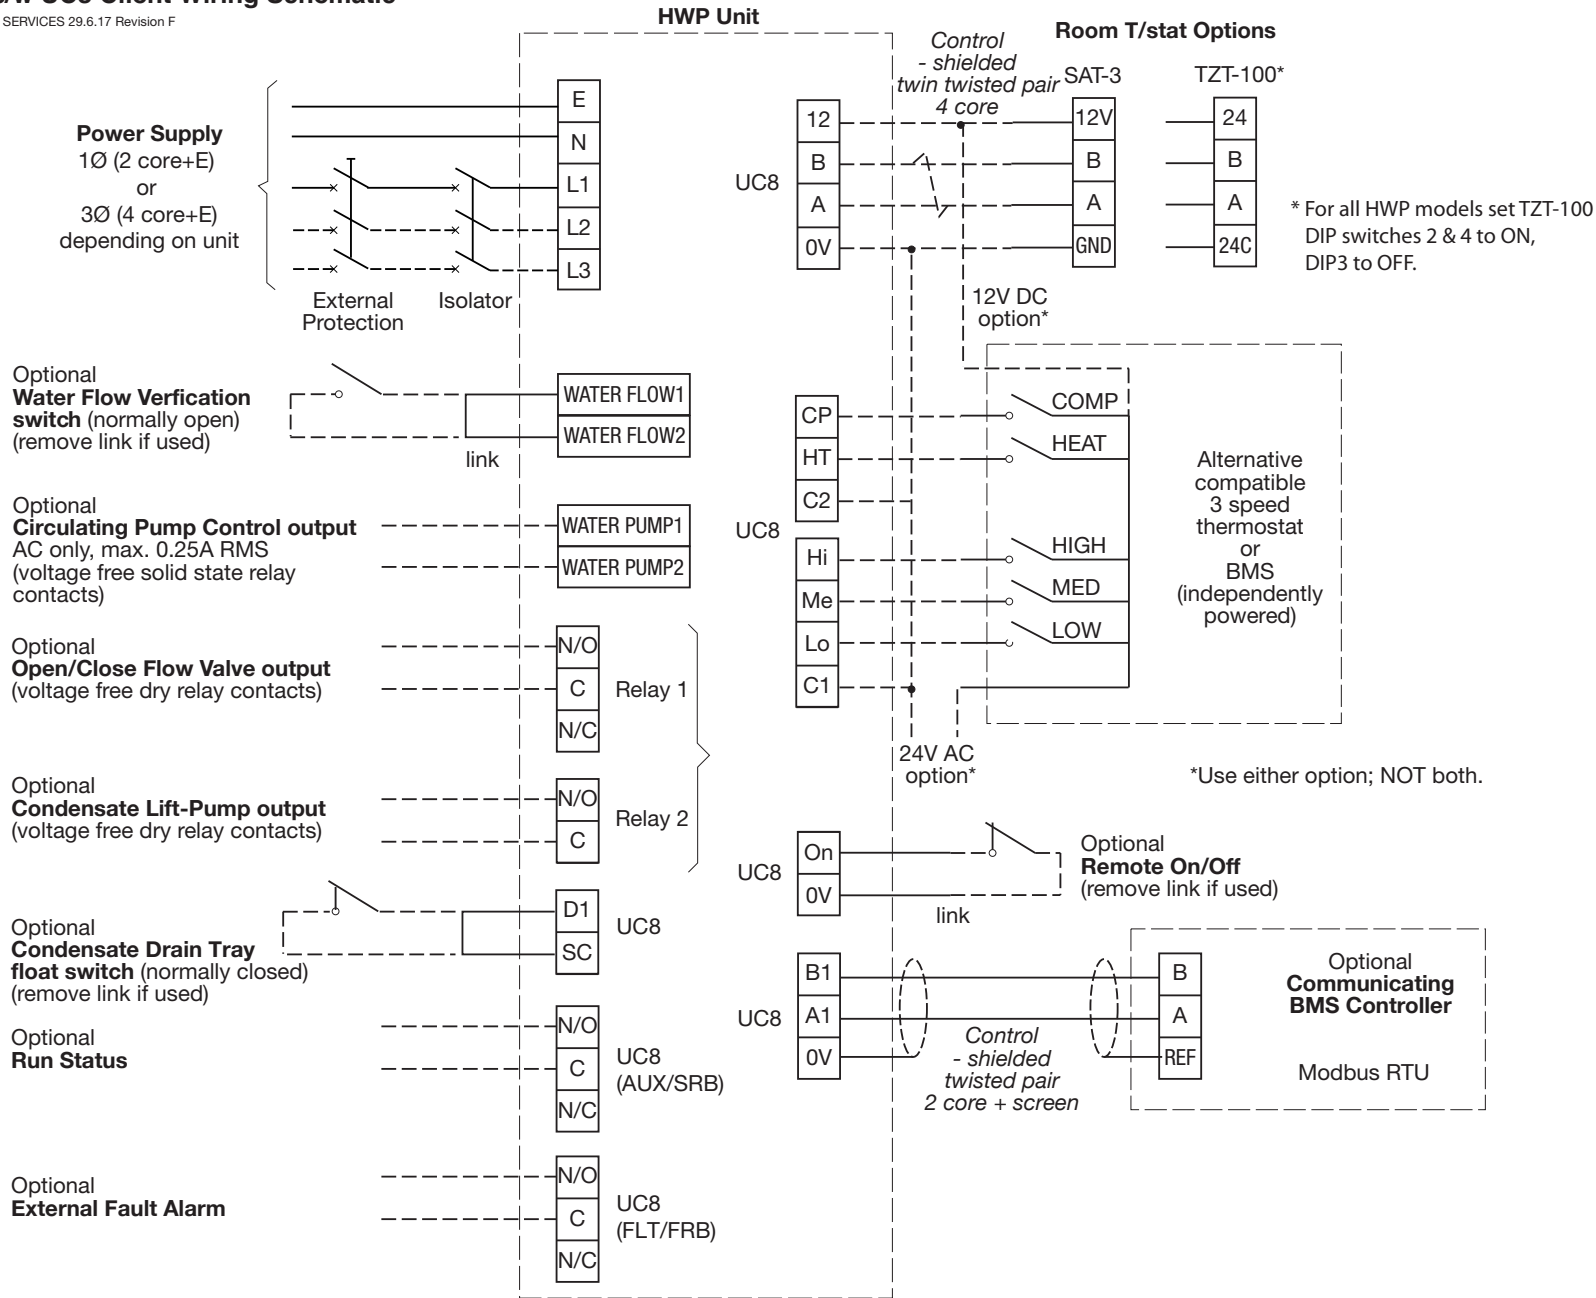 UC8 Client Wiring Schematic
SERVICES 29.6.17 Revision F
HWP Unit
Room T/stat Options
Power Supply
1Ø (2 core+E)
or
3Ø (4 core+E)
depending on unit
E
N
L1
L2
L3
External
Protection
Isolator
Control
- shielded
twin twisted pair
4 core
SAT-3
TZT-100*
UC8
12
B
A
0V
12V
B
A
GND
24
B
A
24C
* For all HWP models set TZT-100
DIP switches 2 & 4 to ON,
DIP3 to OFF.
12V DC
option*
Optional
Water Flow Verfication
switch (normally open)
(remove link if used)
link
WATER FLOW1
WATER FLOW2
Optional
Circulating Pump Control output
AC only, max. 0.25A RMS
(voltage free solid state relay
contacts)
WATER PUMP1
WATER PUMP2
UC8
CP
HT
C2
Hi
Me
Lo
C1
COMP
HEAT
HIGH
MED
LOW
Alternative
compatible
3 speed
thermostat
or
BMS
(independently
powered)
24V AC
option*
*Use either option; NOT both.
Optional
Open/Close Flow Valve output
(voltage free dry relay contacts)
N/O
C
N/C
Relay 1
Optional
Condensate Lift-Pump output
(voltage free dry relay contacts)
N/O
C
Relay 2
UC8
On
0V
link
Optional
Remote On/Off
(remove link if used)
Optional
Condensate Drain Tray
float switch (normally closed)
(remove link if used)
D1
SC
UC8
UC8
B1
A1
0V
Control
- shielded
twisted pair
2 core + screen
B
A
REF
Optional
Communicating
BMS Controller
Modbus RTU
Optional
Run Status
N/O
C
N/C
UC8
(AUX/SRB)
Optional
External Fault Alarm
N/O
C
N/C
UC8
(FLT/FRB)